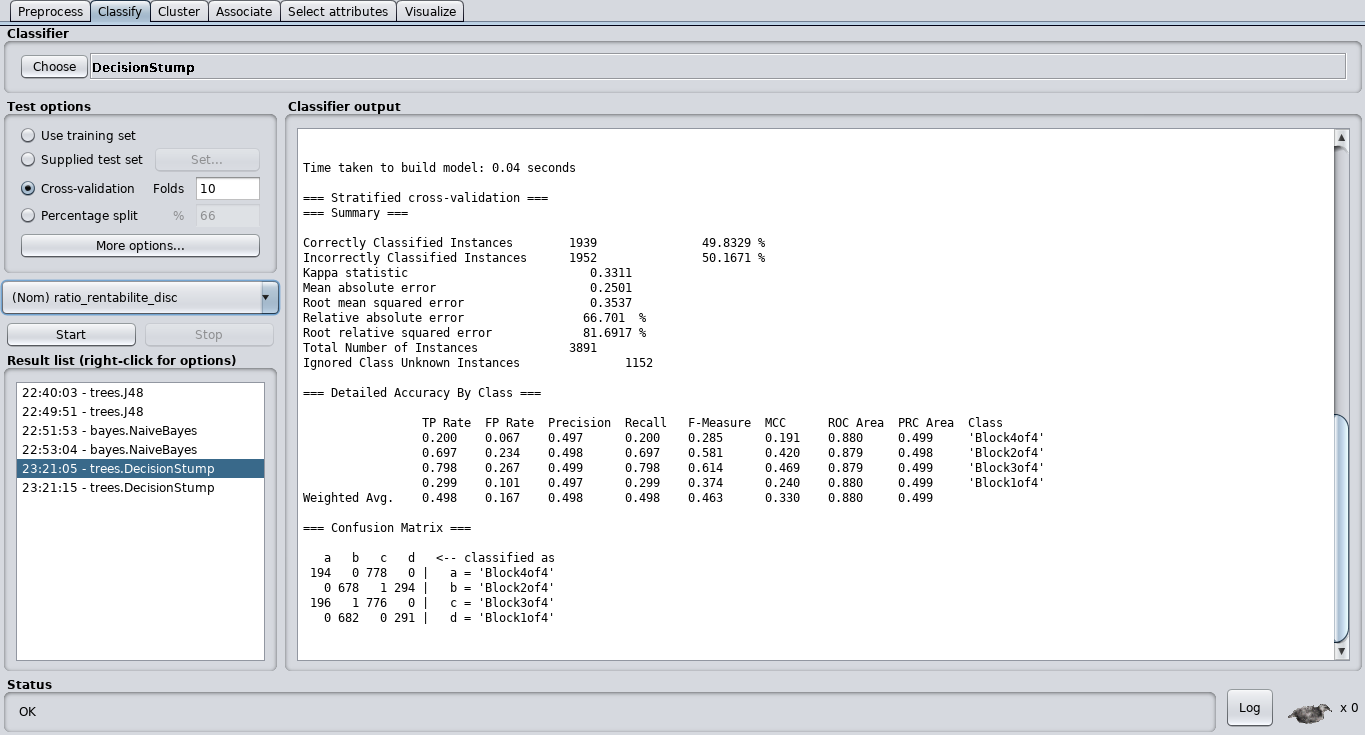 Preprocess Classify Cluster Associate Select attributes Visualize
Classifier
Choose DecisionStump
Test options
Use training set
Supplied test set Set...
Cross-validation Folds 10
Percentage split % 66
More options...
(Nom) ratio_rentabilite_disc
Start Stop
Result list (right-click for options)
22:40:03 - trees.J48
22:49:51 - trees.J48
22:51:53 - bayes.NaiveBayes
22:53:04 - bayes.NaiveBayes
23:21:05 - trees.DecisionStump
23:21:15 - trees.DecisionStump
Classifier output
Time taken to build model: 0.04 seconds
=== Stratified cross-validation ===
=== Summary ===
Correctly Classified Instances 1939 49.8329 %
Incorrectly Classified Instances 1952 50.1671 %
Kappa statistic 0.3311
Mean absolute error 0.2501
Root mean squared error 0.3537
Relative absolute error 66.701 %
Root relative squared error 81.6917 %
Total Number of Instances 3891
Ignored Class Unknown Instances 1152
=== Detailed Accuracy By Class ===
TP Rate FP Rate Precision Recall F-Measure MCC ROC Area PRC Area Class
0.200 0.067 0.497 0.200 0.285 0.191 0.880 0.499 'Block4of4'
0.697 0.234 0.498 0.697 0.581 0.420 0.879 0.498 'Block2of4'
0.798 0.267 0.499 0.798 0.614 0.469 0.879 0.499 'Block3of4'
0.299 0.101 0.497 0.299 0.374 0.240 0.880 0.499 'Block1of4'
Weighted Avg. 0.498 0.167 0.498 0.498 0.463 0.330 0.880 0.499
=== Confusion Matrix ===
a b c d <-- classified as
194 0 778 0 | a = 'Block4of4'
0 678 1 294 | b = 'Block2of4'
196 1 776 0 | c = 'Block3of4'
0 682 0 291 | d = 'Block1of4'
Status
OK
Log
x 0